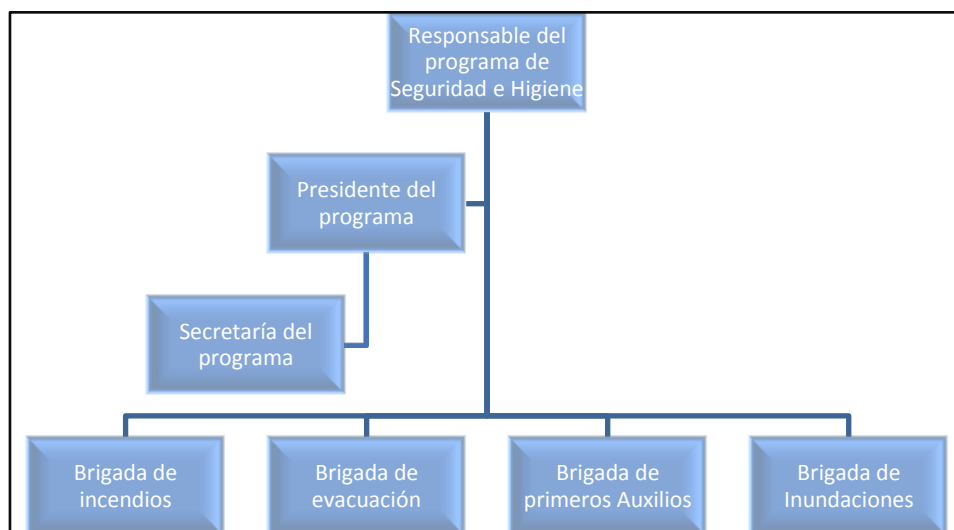 Responsable del
programa de
Seguridad e Higiene
Presidente del
programa
Secretaría del
programa
Brigada de
incendios
Brigada de
evacuación
Brigada de
primeros Auxilios
Brigada de
Inundaciones